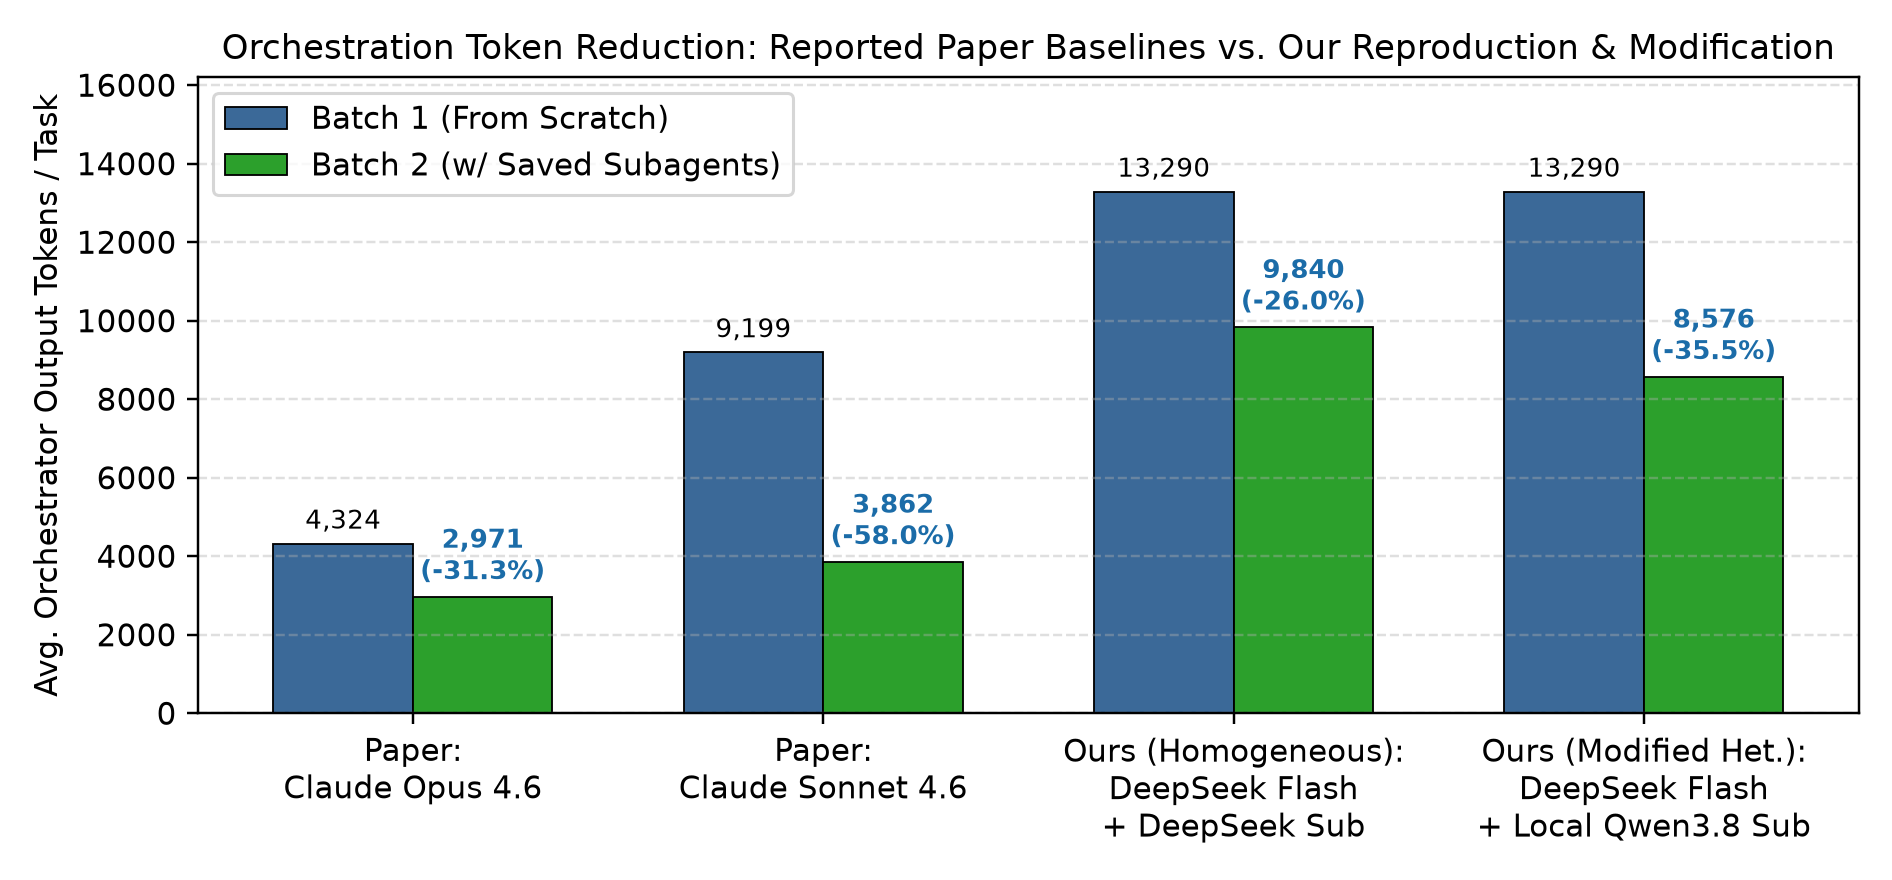 Orchestration Token Reduction: Reported Paper Baselines vs. Our Reproduction & Modification
Avg. Orchestrator Output Tokens / Task
16000
14000
12000
10000
8000
6000
4000
2000
0
Batch 1 (From Scratch)
Batch 2 (w/ Saved Subagents)
4,324
2,971
(-31.3%)
9,199
3,862
(-58.0%)
13,290
9,840
(-26.0%)
13,290
8,576
(-35.5%)
Paper:
Claude Opus 4.6
Paper:
Claude Sonnet 4.6
Ours (Homogeneous):
DeepSeek Flash
+ DeepSeek Sub
Ours (Modified Het.):
DeepSeek Flash
+ Local Qwen3.8 Sub